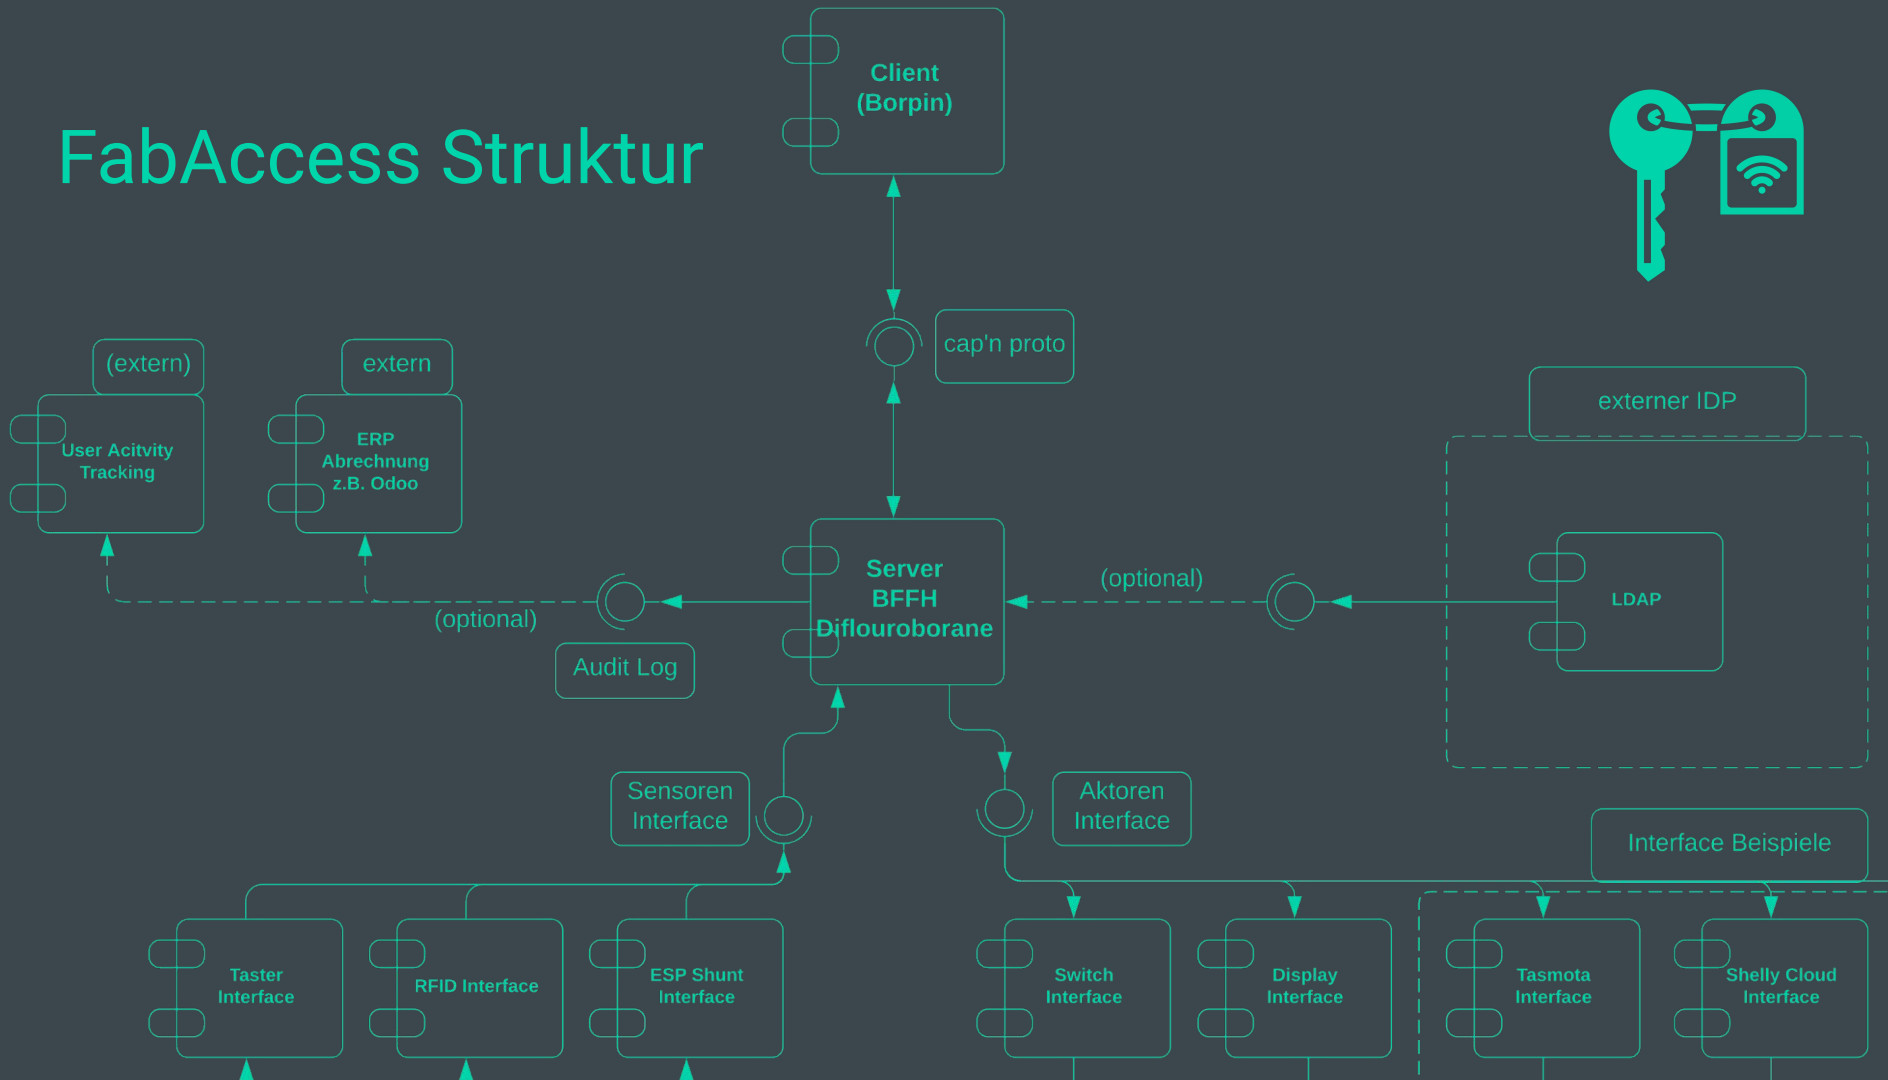 Client
(Borpin)
FabAccess Struktur
cap'n proto
(extern)
extern
externer IDP
User Acitvity
Tracking
ERP
Abrechnung
z.B. Odoo
Server
BFFH
Diflouroborane
(optional)
(optional)
LDAP
Audit Log
Sensoren
Interface
Aktoren
Interface
Interface Beispiele
Taster
Interface
RFID Interface
ESP Shunt
Interface
Switch
Interface
Display
Interface
Tasmota
Interface
Shelly Cloud
Interface